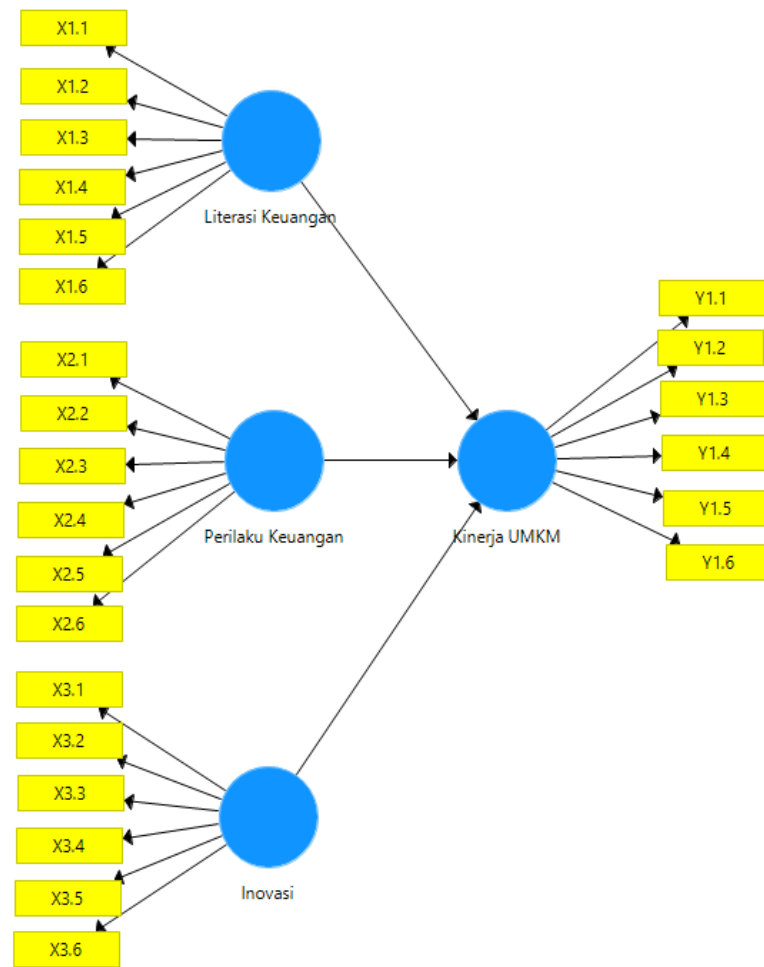 X1.1
X1.2
X1.3
X1.4
X1.5
X1.6
Literasi Keuangan
X2.1
X2.2
X2.3
X2.4
X2.5
X2.6
Perilaku Keuangan
X3.1
X3.2
X3.3
X3.4
X3.5
X3.6
Inovasi
Kinerja UMKM
Y1.1
Y1.2
Y1.3
Y1.4
Y1.5
Y1.6